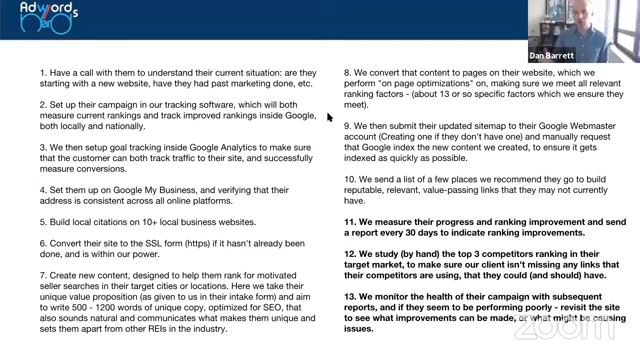 AdWords
Nerd
Dan Barrett
1. Have a call with them to understand their current situation: are they
starting with a new website, have they had past marketing done, etc.
2. Set up their campaign in our tracking software, which will both
measure current rankings and track improved rankings inside Google,
both locally and nationally.
3. We then setup goal tracking inside Google Analytics to make sure
that the customer can both track traffic to their site, and successfully
measure conversions.
4. Set them up on Google My Business, and verifying that their
address is consistent across all online platforms.
5. Build local citations on 10+ local business websites.
6. Convert their site to the SSL form (https) if it hasn't already been
done, and is within our power.
7. Create new content, designed to help them rank for motivated
seller searches in their target cities or locations. Here we take their
unique value proposition (as given to us in their intake form) and aim
to write 500 - 1200 words of unique copy, optimized for SEO, that
also sounds natural and communicates what makes them unique and
sets them apart from other REIs in the industry.
8. We convert that content to pages on their website, which we
perform "on page optimizations" on, making sure we meet all relevant
ranking factors - (about 13 or so specific factors which we ensure they
meet).
9. We then submit their updated sitemap to their Google Webmaster
account (Creating one if they don't have one) and manually request
that Google index the new content we created, to ensure it gets
indexed as quickly as possible.
10. We send a list of a few places we recommend they go to build
reputable, relevant, value-passing links that they may not currently
have.
11. We measure their progress and ranking improvement and send
a report every 30 days to indicate ranking improvements.
12. We study (by hand) the top 3 competitors ranking in their
target market, to make sure our client isn't missing any links that
their competitors are using, that they could (and should) have.
13. We monitor the health of their campaign with subsequent
reports, and if they seem to be performing poorly - revisit the site
to see what improvements can be made, or what might be causing
issues.
zoom